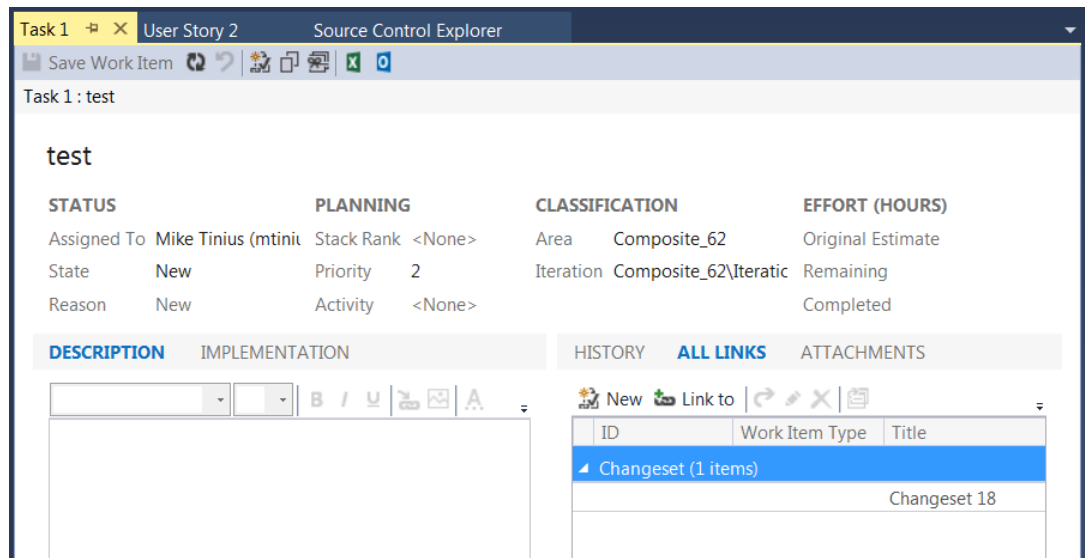 Task 1 User Story 2 Source Control Explorer
Save Work Item
Task 1 : test
test
STATUS PLANNING CLASSIFICATION EFFORT (HOURS)
Assigned To Mike Tinius (mtiniu Stack Rank <None> Area Composite_62 Original Estimate
State New Priority 2 Iteration Composite_62\Iteratic Remaining
Reason New Activity <None> Completed
DESCRIPTION IMPLEMENTATION HISTORY ALL LINKS ATTACHMENTS
B I U A New Link to
ID Work Item Type Title
Changeset (1 items)
Changeset 18